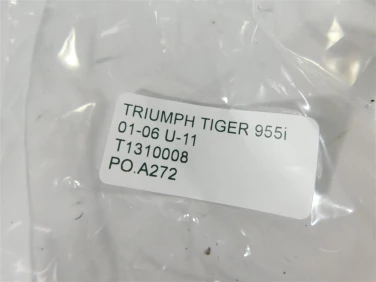 TRIUMPH TIGER 955i
01-06 U-11
T1310008
PO.A272